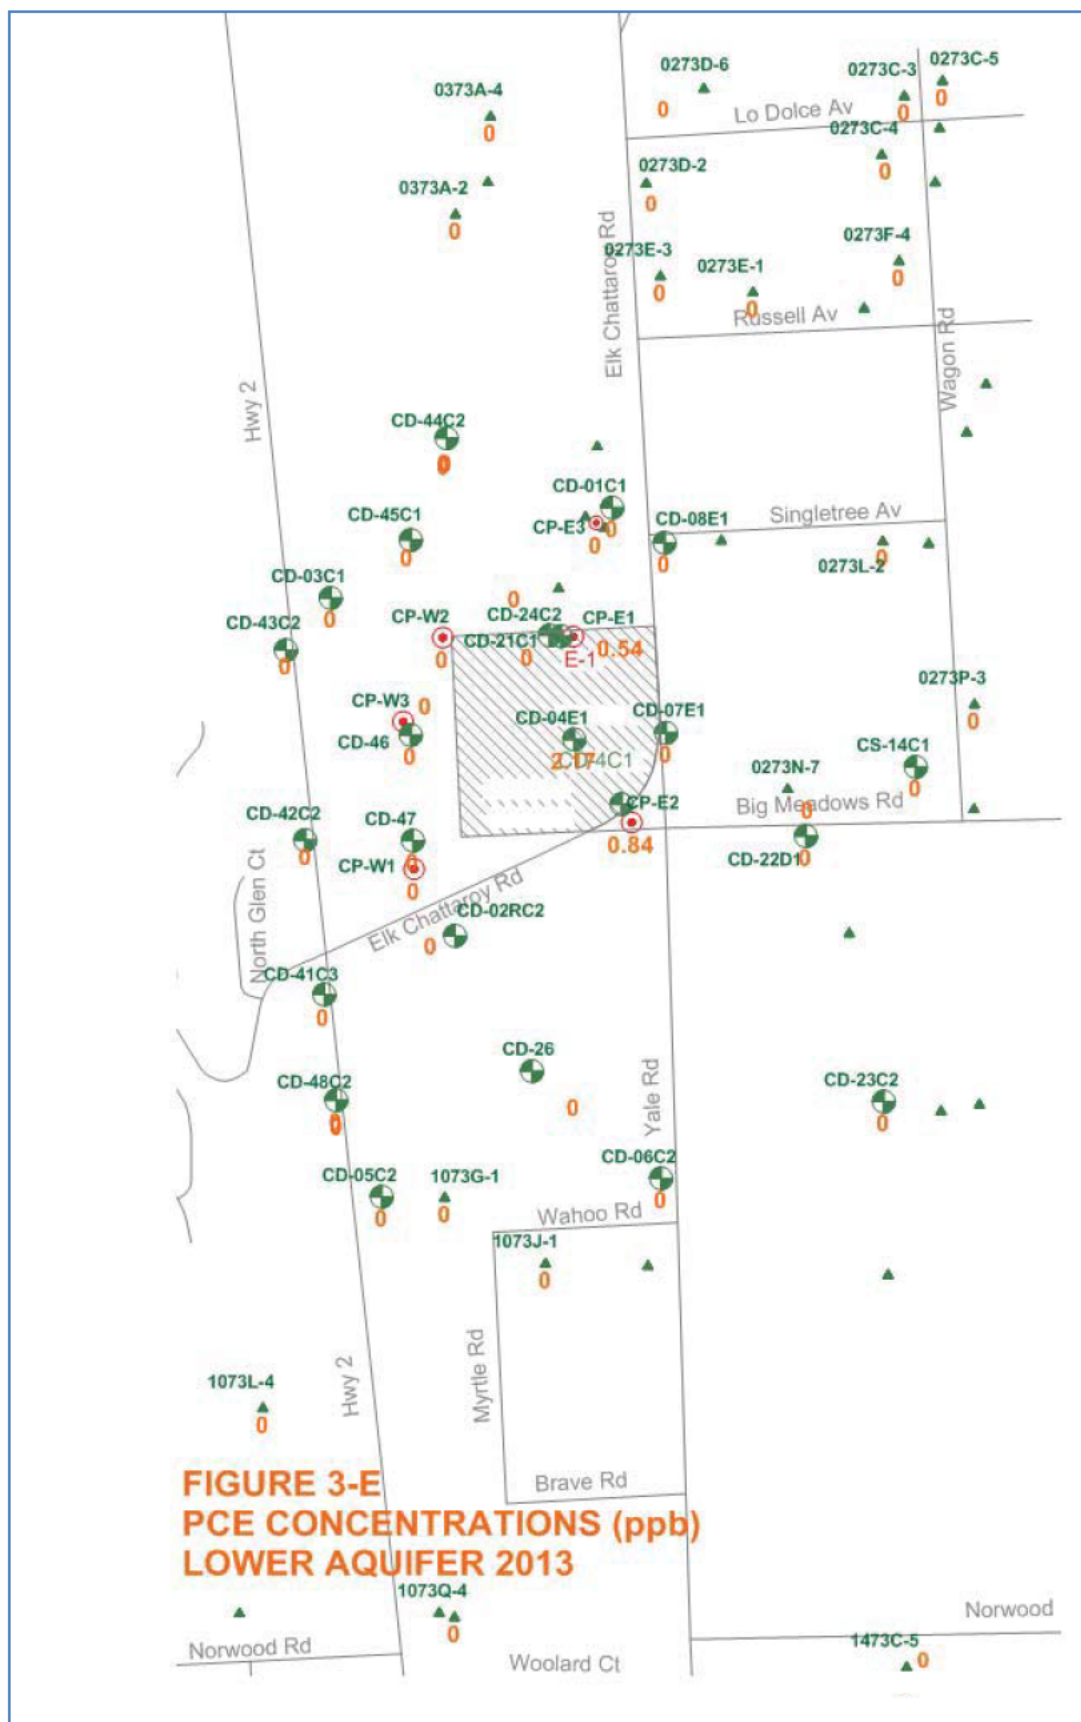 0273D-6
0273C-3
0273C-5
0373A-4
0
0
0
0
Lo Dolce Av
0273C-4
0273D-2
0
0373A-2
0
0
Elk Chattaroy Rd
0273E-3
0273E-1
0273F-4
0
0
0
Russell Av
Wagon Rd
Hwy 2
CD-44C2
0
CD-01C1
CP-E3
0
0
CD-45C1
0
CD-08E1
0
Singletree Av
0
0273L-2
CD-03C1
0
CD-43C2
0
CP-W2
0
0
CD-24C2
CP-E1
CD-21C1
0
E-1
0.54
CP-W3
0
CD-46
0
CD-04E1
2.17
CD-4C1
CD-07E1
0
0273P-3
0
CS-14C1
0
0273N-7
0
Big Meadows Rd
CD-22D1
0
CP-E2
0.84
CD-42C2
0
CD-47
0
CP-W1
0
North Glen Ct
Elk Chattaroy Rd
CD-02RC2
0
CD-41C3
0
CD-26
0
CD-48C2
0
Yale Rd
CD-23C2
0
CD-05C2
0
1073G-1
0
CD-06C2
0
Wahoo Rd
1073J-1
0
Myrtle Rd
Hwy 2
1073L-4
0
Brave Rd
FIGURE 3-E
PCE CONCENTRATIONS (ppb)
LOWER AQUIFER 2013
1073Q-4
0
Norwood Rd
Woolard Ct
Norwood
1473C-5
0